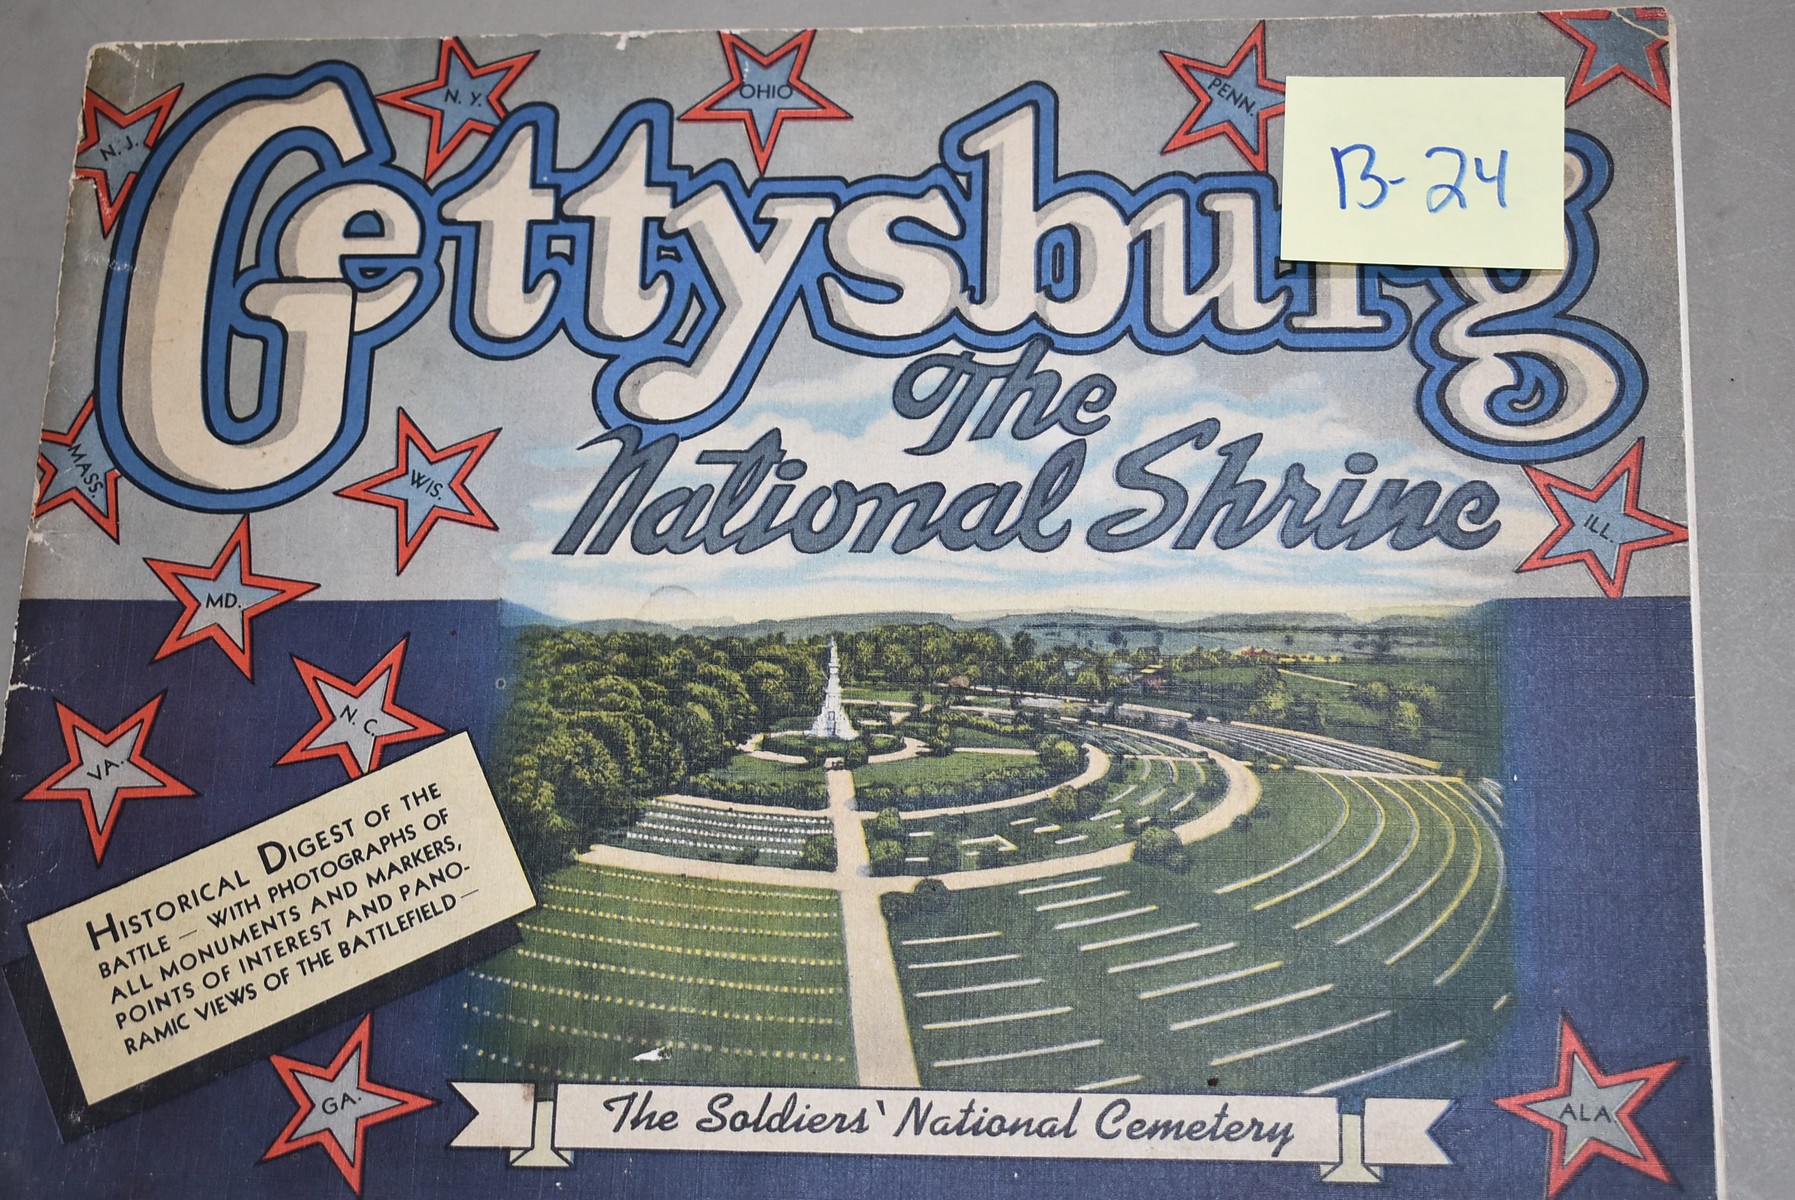 N.J.
N.Y.
OHIO
PENN.
B-24
Gettysburg
The
National Shrine
MASS.
WIS.
ILL.
MD.
N.C.
VA.
HISTORICAL DIGEST OF THE
BATTLE — WITH PHOTOGRAPHS OF
ALL MONUMENTS AND MARKERS,
POINTS OF INTEREST AND PANO-
RAMIC VIEWS OF THE BATTLEFIELD —
GA.
The Soldiers' National Cemetery
ALA.